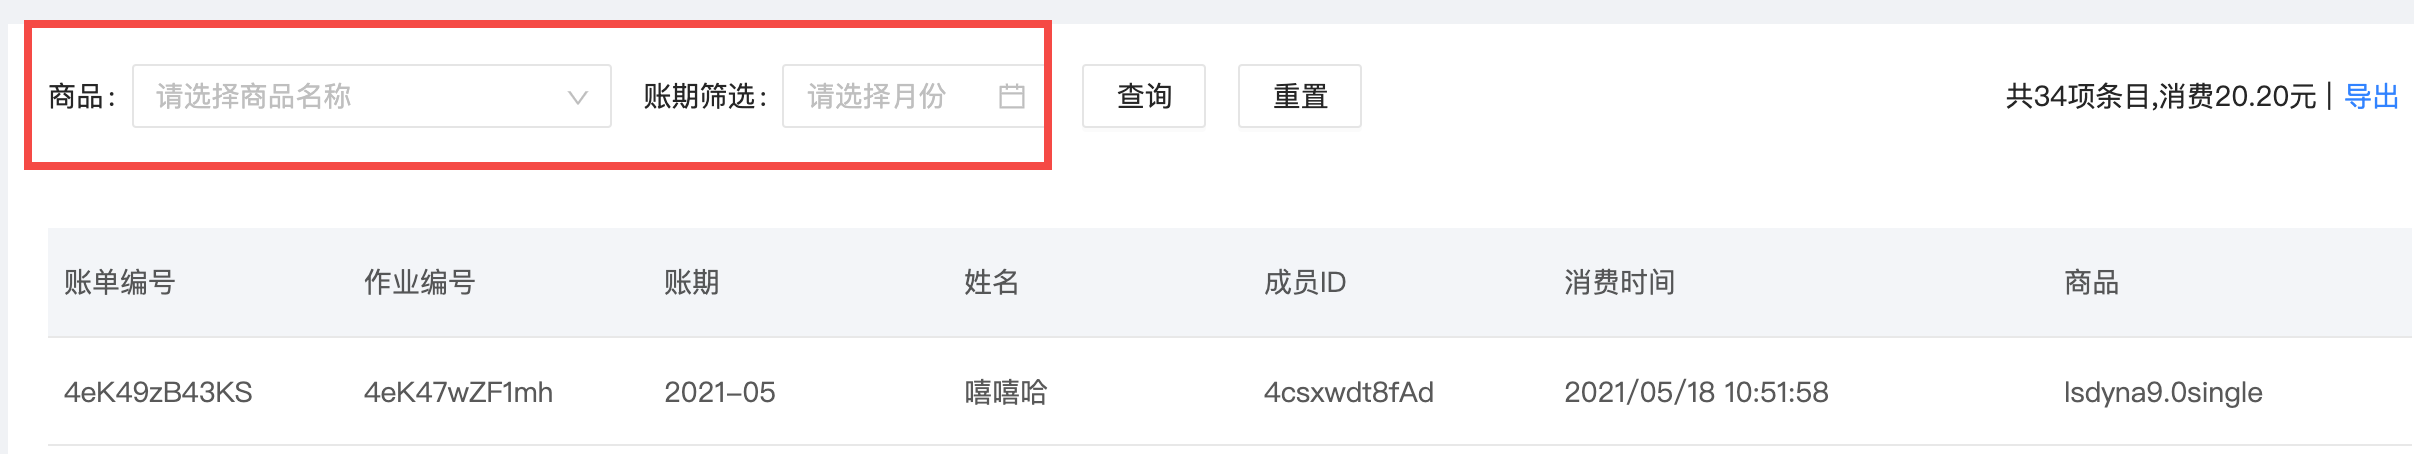 商品： 请选择商品名称 账期筛选： 请选择月份 查询 重置 共34项条目,消费20.20元 | 导出
账单编号 作业编号 账期 姓名 成员ID 消费时间 商品
4eK49zB43KS 4eK47wZF1mh 2021-05 嘻嘻哈 4csxwdt8fAd 2021/05/18 10:51:58 lsdyna9.0single